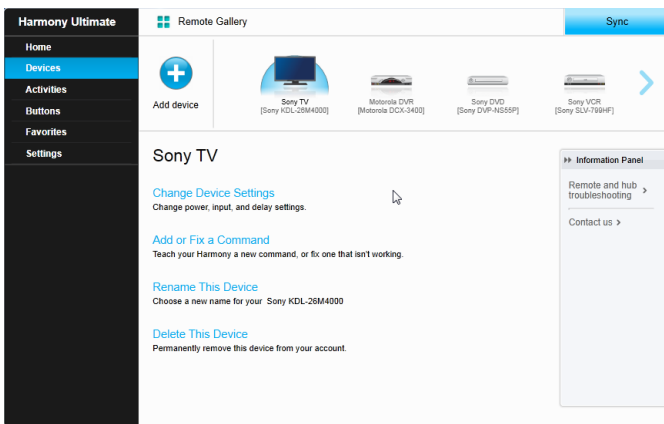 Harmony Ultimate
Remote Gallery
Sync
Home
Devices
Activities
Buttons
Favorites
Settings
Add device
Sony TV
[Sony KDL-26M4000]
Motorola DVR
[Motorola DCX-3400]
Sony DVD
[Sony DVP-NS55P]
Sony VCR
[Sony SLV-799HF]
Sony TV
Change Device Settings
Change power, input, and delay settings.
Add or Fix a Command
Teach your Harmony a new command, or fix one that isn't working.
Rename This Device
Choose a new name for your Sony KDL-26M4000
Delete This Device
Permanently remove this device from your account.
Information Panel
Remote and hub
troubleshooting
Contact us